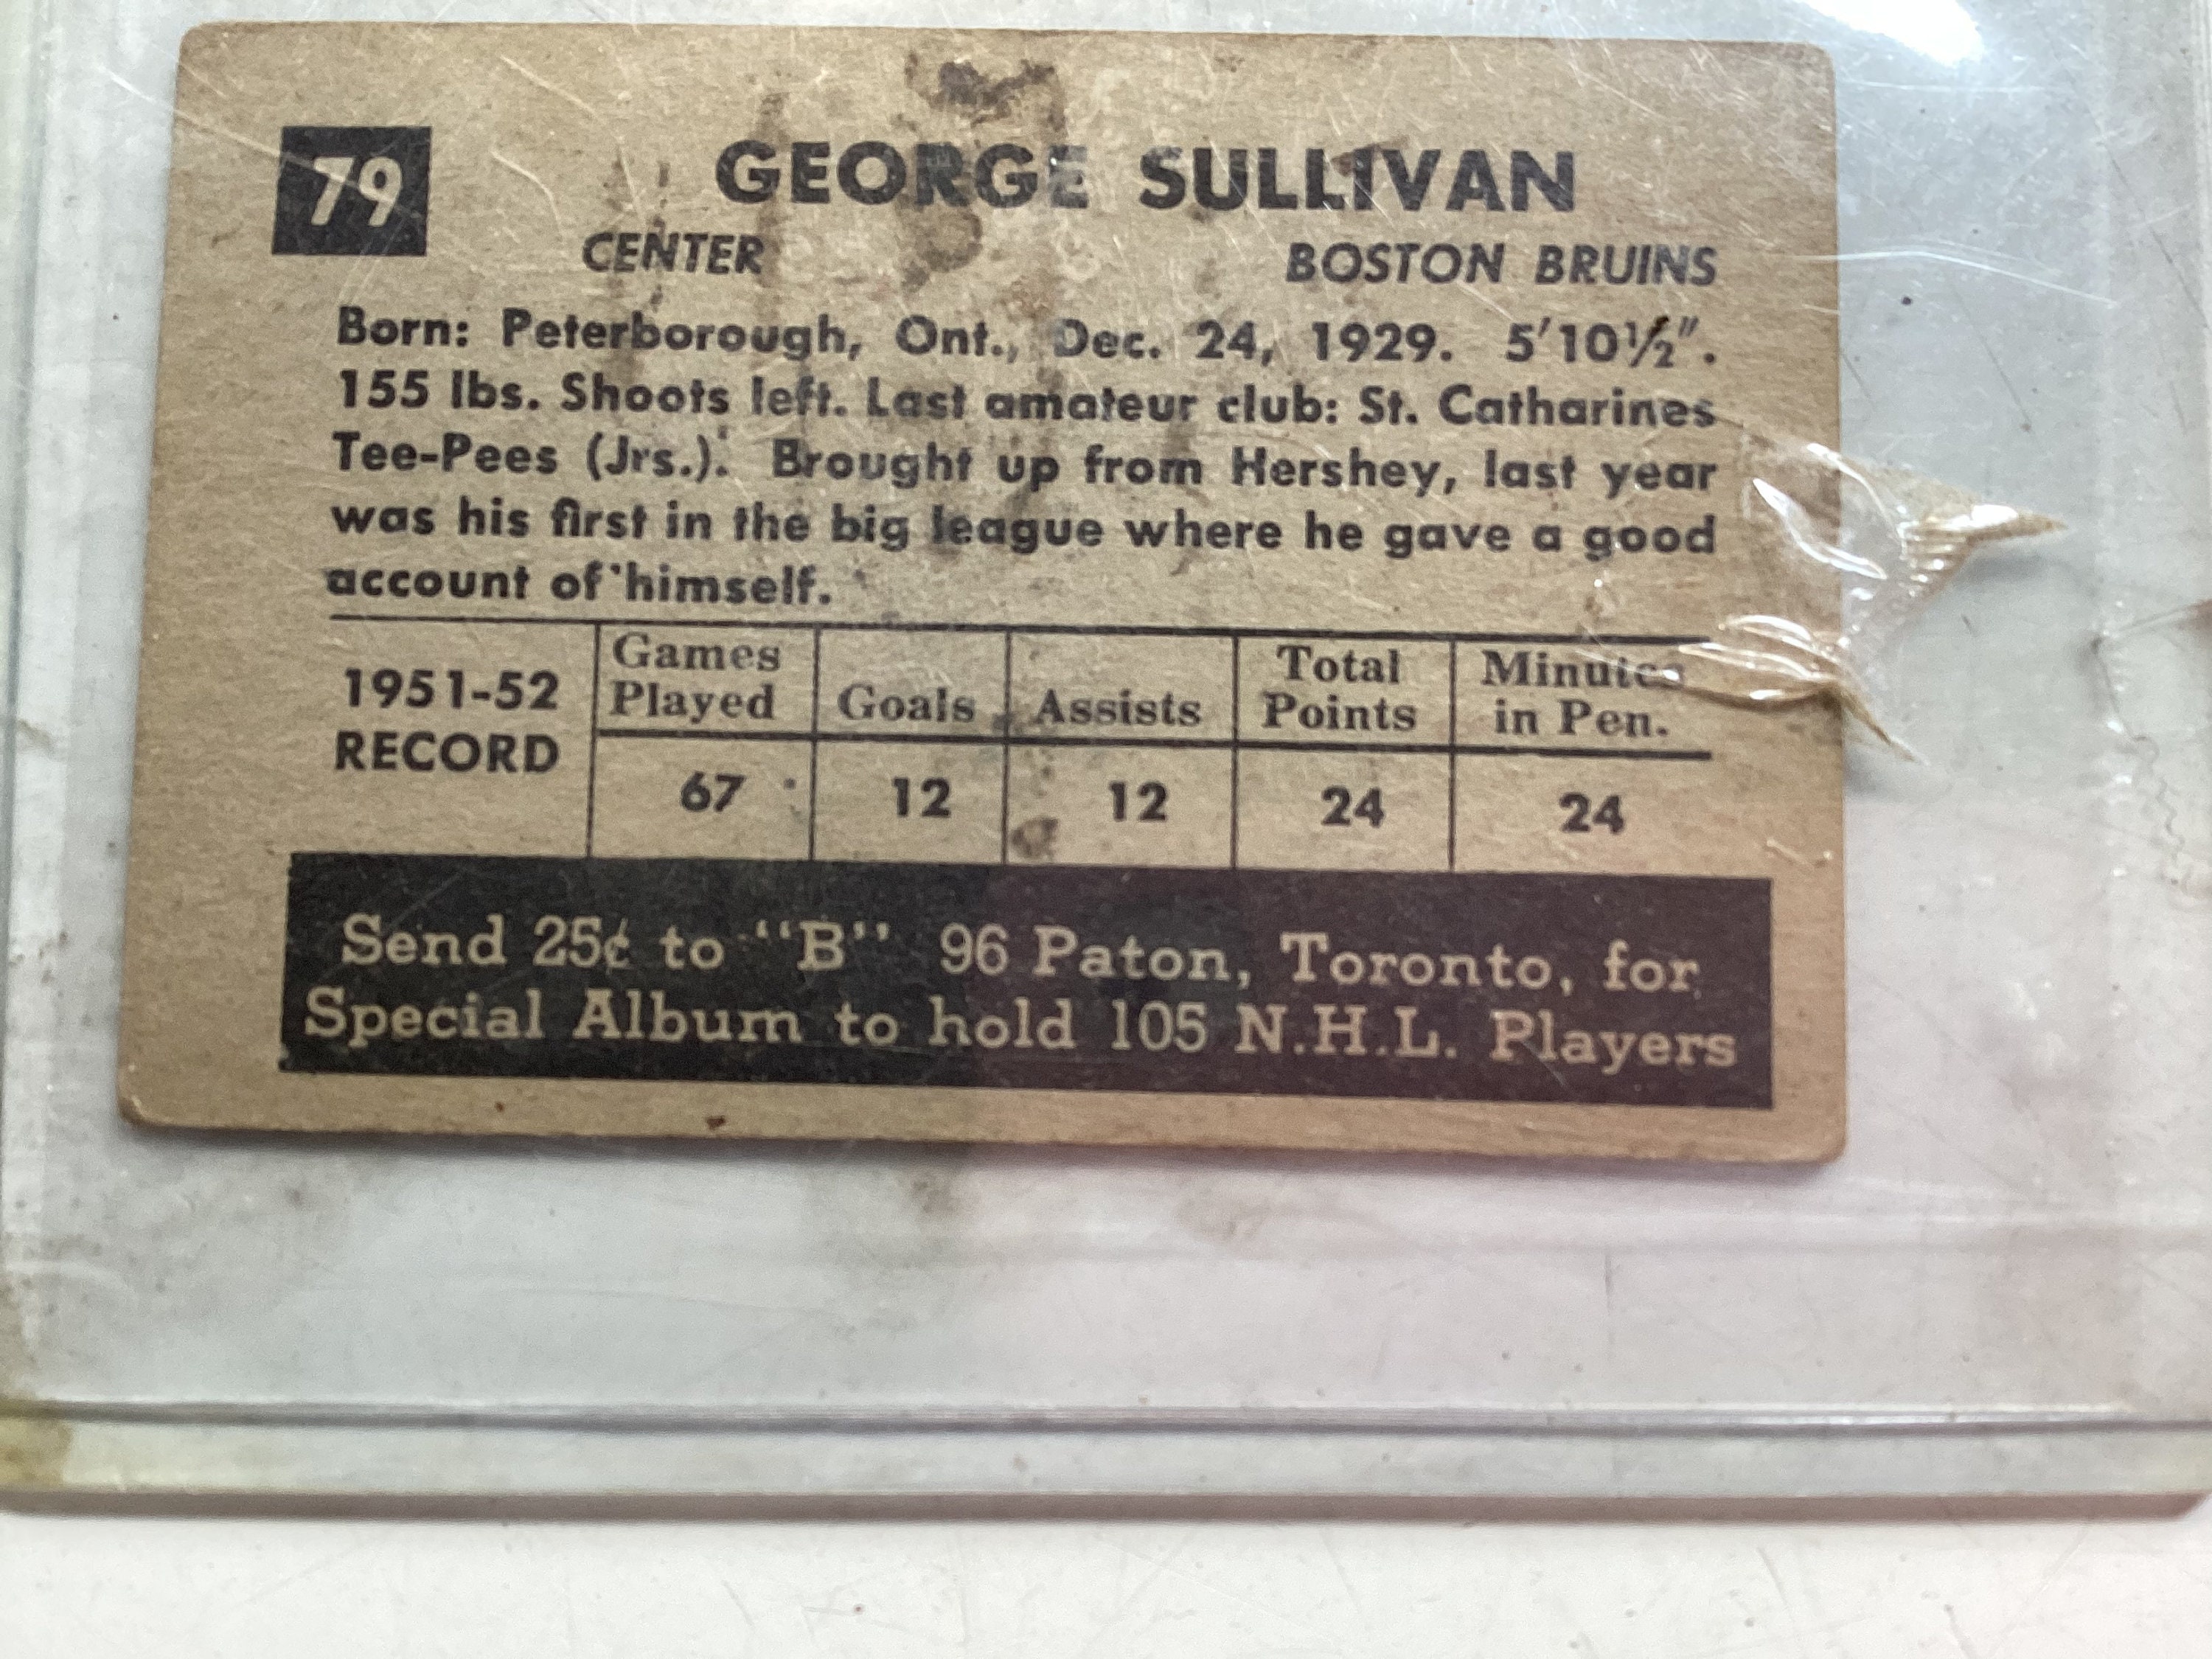 79
GEORGE SULLIVAN
CENTER BOSTON BRUINS
Born: Peterborough, Ont., Dec. 24, 1929. 5'10½".
155 lbs. Shoots left. Last amateur club: St. Catharines
Tee-Pees (Jrs.). Brought up from Hershey, last year
was his first in the big league where he gave a good
account of himself.
1951-52 RECORD
Games Played Goals Assists Total Points Minutes in Pen.
67 12 12 24 24
Send 25¢ to "B" 96 Paton, Toronto, for
Special Album to hold 105 N.H.L. Players